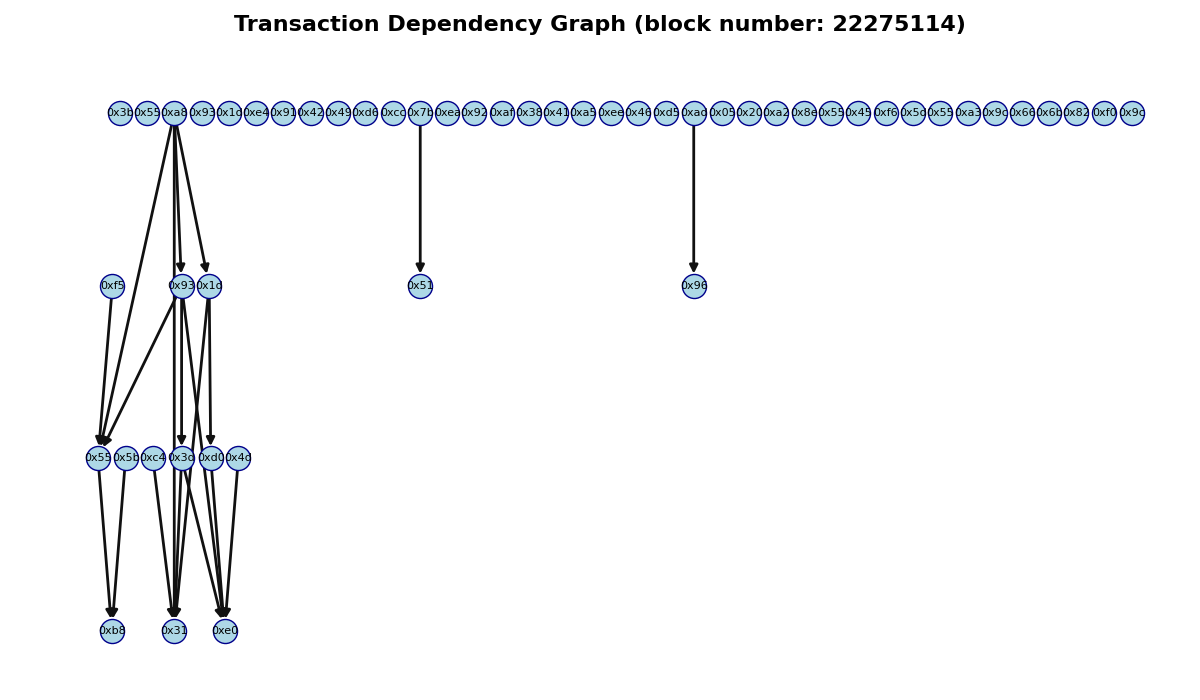 Transaction Dependency Graph (block number: 22275114)
0x3b 0x55 0xa8 0x93 0x1d 0xe4 0x91 0x42 0x49 0xd6 0xcc 0x7b 0xea 0x92 0xaf 0x38 0x41 0xa5 0xee 0x46 0xd5 0xad 0x05 0x20 0xa2 0x8e 0x55 0x45 0xf6 0x5d 0x55 0xa3 0x9d 0x66 0x6b 0x82 0xf0 0x9c
0xf5 0x93 0x1d 0x51 0x96
0x55 0x5b 0xc4 0x3d 0xd0 0x4d
0xb8 0x31 0xe0